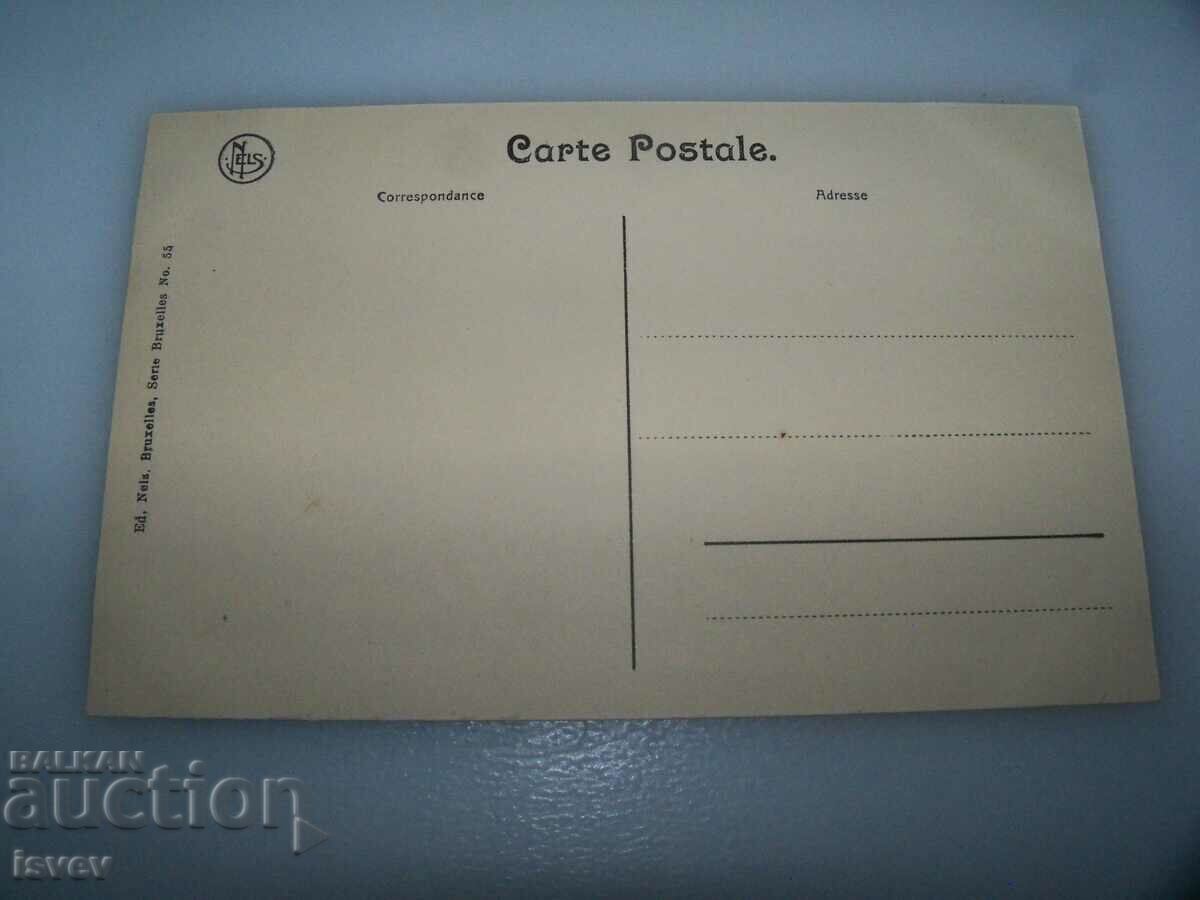 NELS
Carte Postale.
Correspondance
Adresse
Ed. Nels, Bruxelles, Serie Bruxelles No. 55
BALKAN
auction
isvev